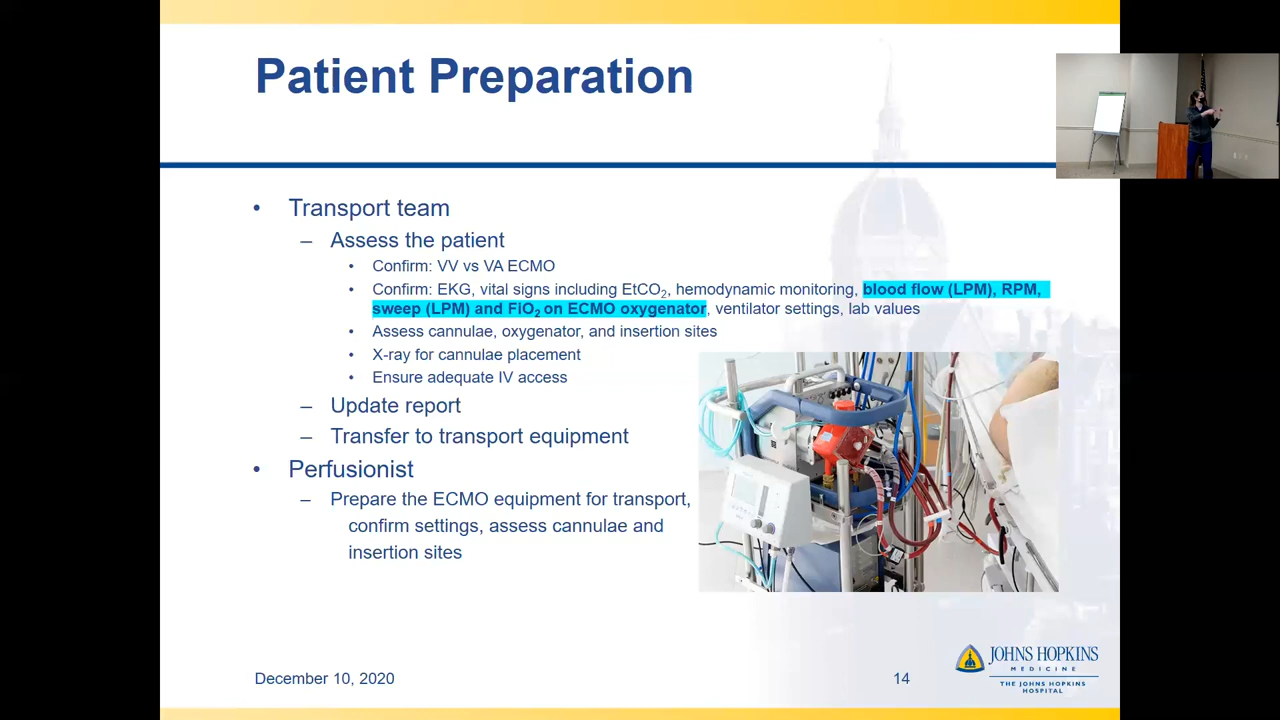 Patient Preparation
• Transport team
– Assess the patient
• Confirm: VV vs VA ECMO
• Confirm: EKG, vital signs including EtCO₂, hemodynamic monitoring, blood flow (LPM), RPM,
sweep (LPM) and FiO₂ on ECMO oxygenator, ventilator settings, lab values
• Assess cannulae, oxygenator, and insertion sites
• X-ray for cannulae placement
• Ensure adequate IV access
– Update report
– Transfer to transport equipment
• Perfusionist
– Prepare the ECMO equipment for transport,
confirm settings, assess cannulae and
insertion sites
December 10, 2020
14
JOHNS HOPKINS
MEDICINE
THE JOHNS HOPKINS
HOSPITAL